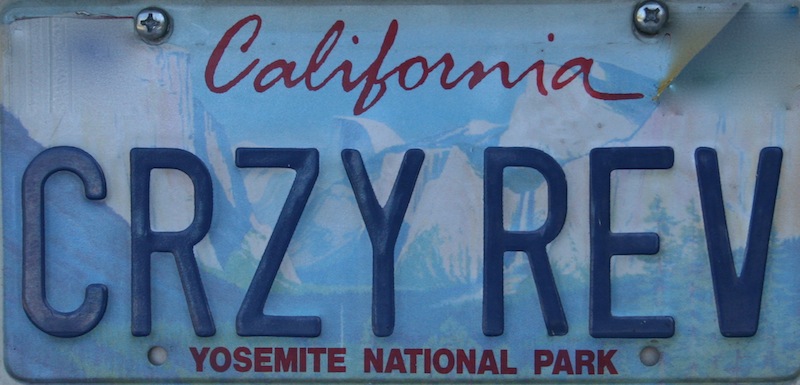 California
CRZY REV
YOSEMITE NATIONAL PARK